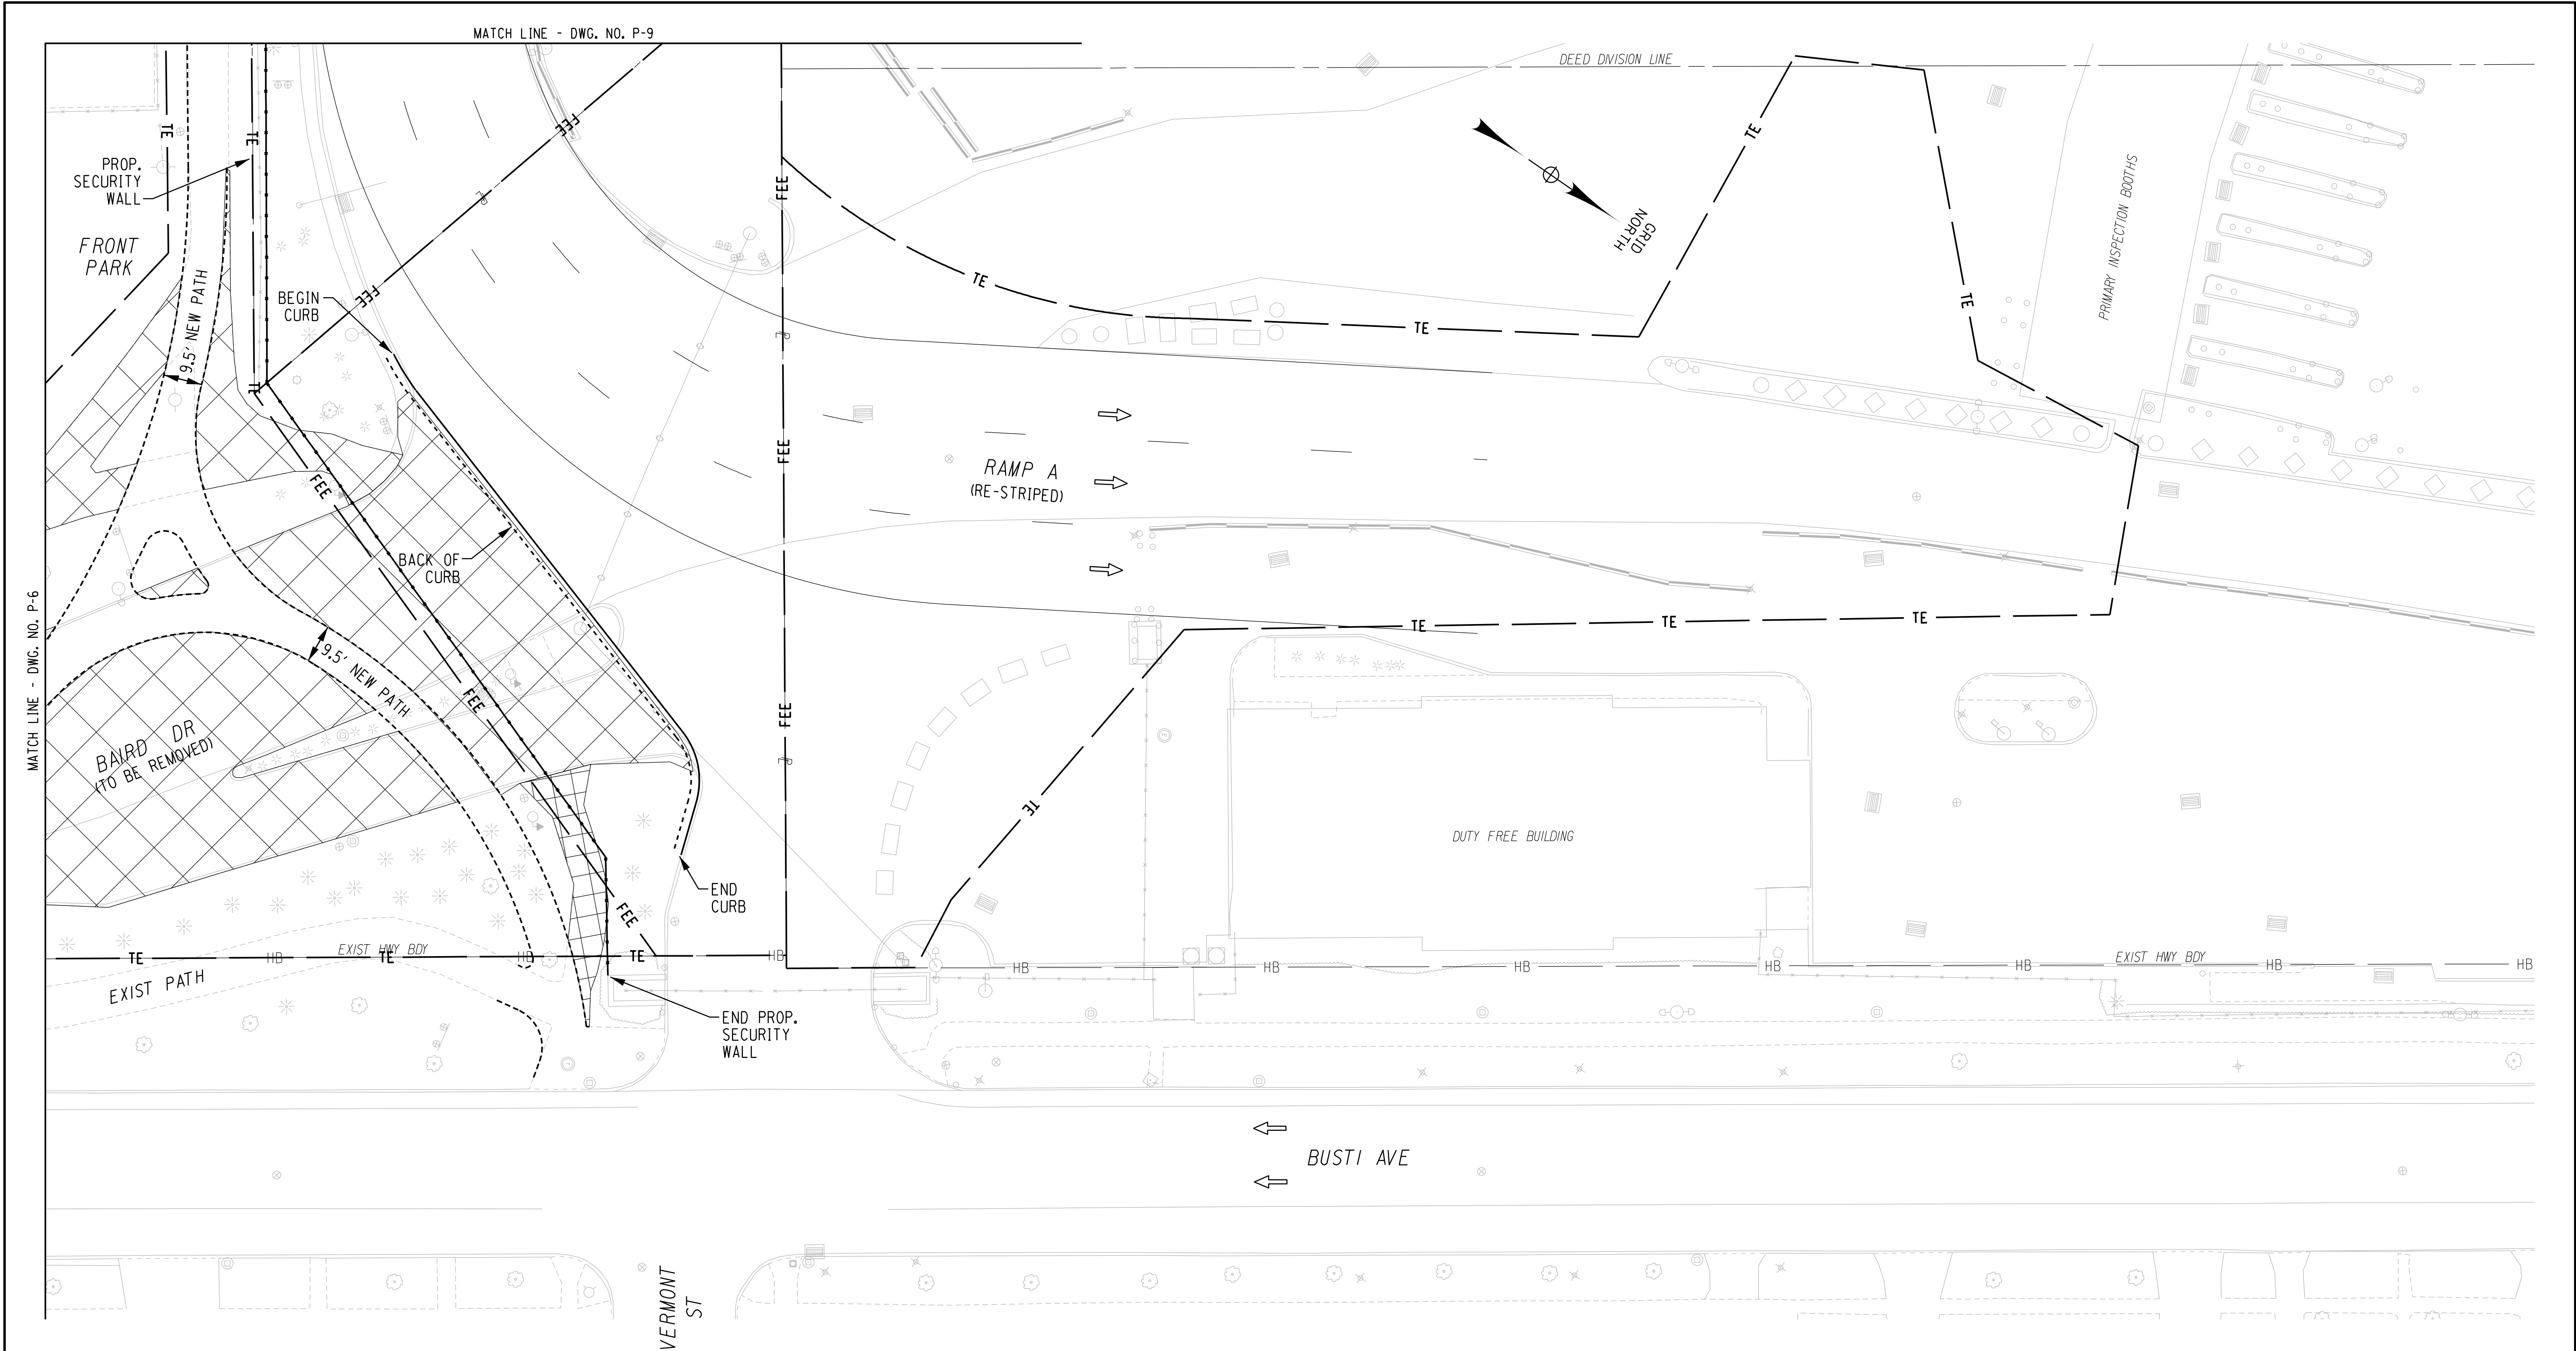 MATCH LINE - DWG. NO. P-9
DEED DIVISION LINE
TE
TE
FEE
TE
PROP.
SECURITY
WALL
FEE
P
GRID
NORTH
PRIMARY INSPECTION BOOTHS
FRONT
PARK
9.5' NEW PATH
BEGIN
CURB
FEE
TE
TE
TE
P
TE
FEE
RAMP A
(RE-STRIPED)
FEE
BACK OF
CURB
MATCH LINE - DWG. NO. P-6
TE
TE
TE
9.5' NEW PATH
FEE
FEE
P
BAIRD DR
(TO BE REMOVED)
TE
DUTY FREE BUILDING
END
CURB
FEE
EXIST HWY BDY
TE
HB
TE
HB
TE
HB
HB
HB
HB
HB
HB
EXIST HWY BDY
HB
HB
EXIST PATH
END PROP.
SECURITY
WALL
BUSTI AVE
VERMONT
ST